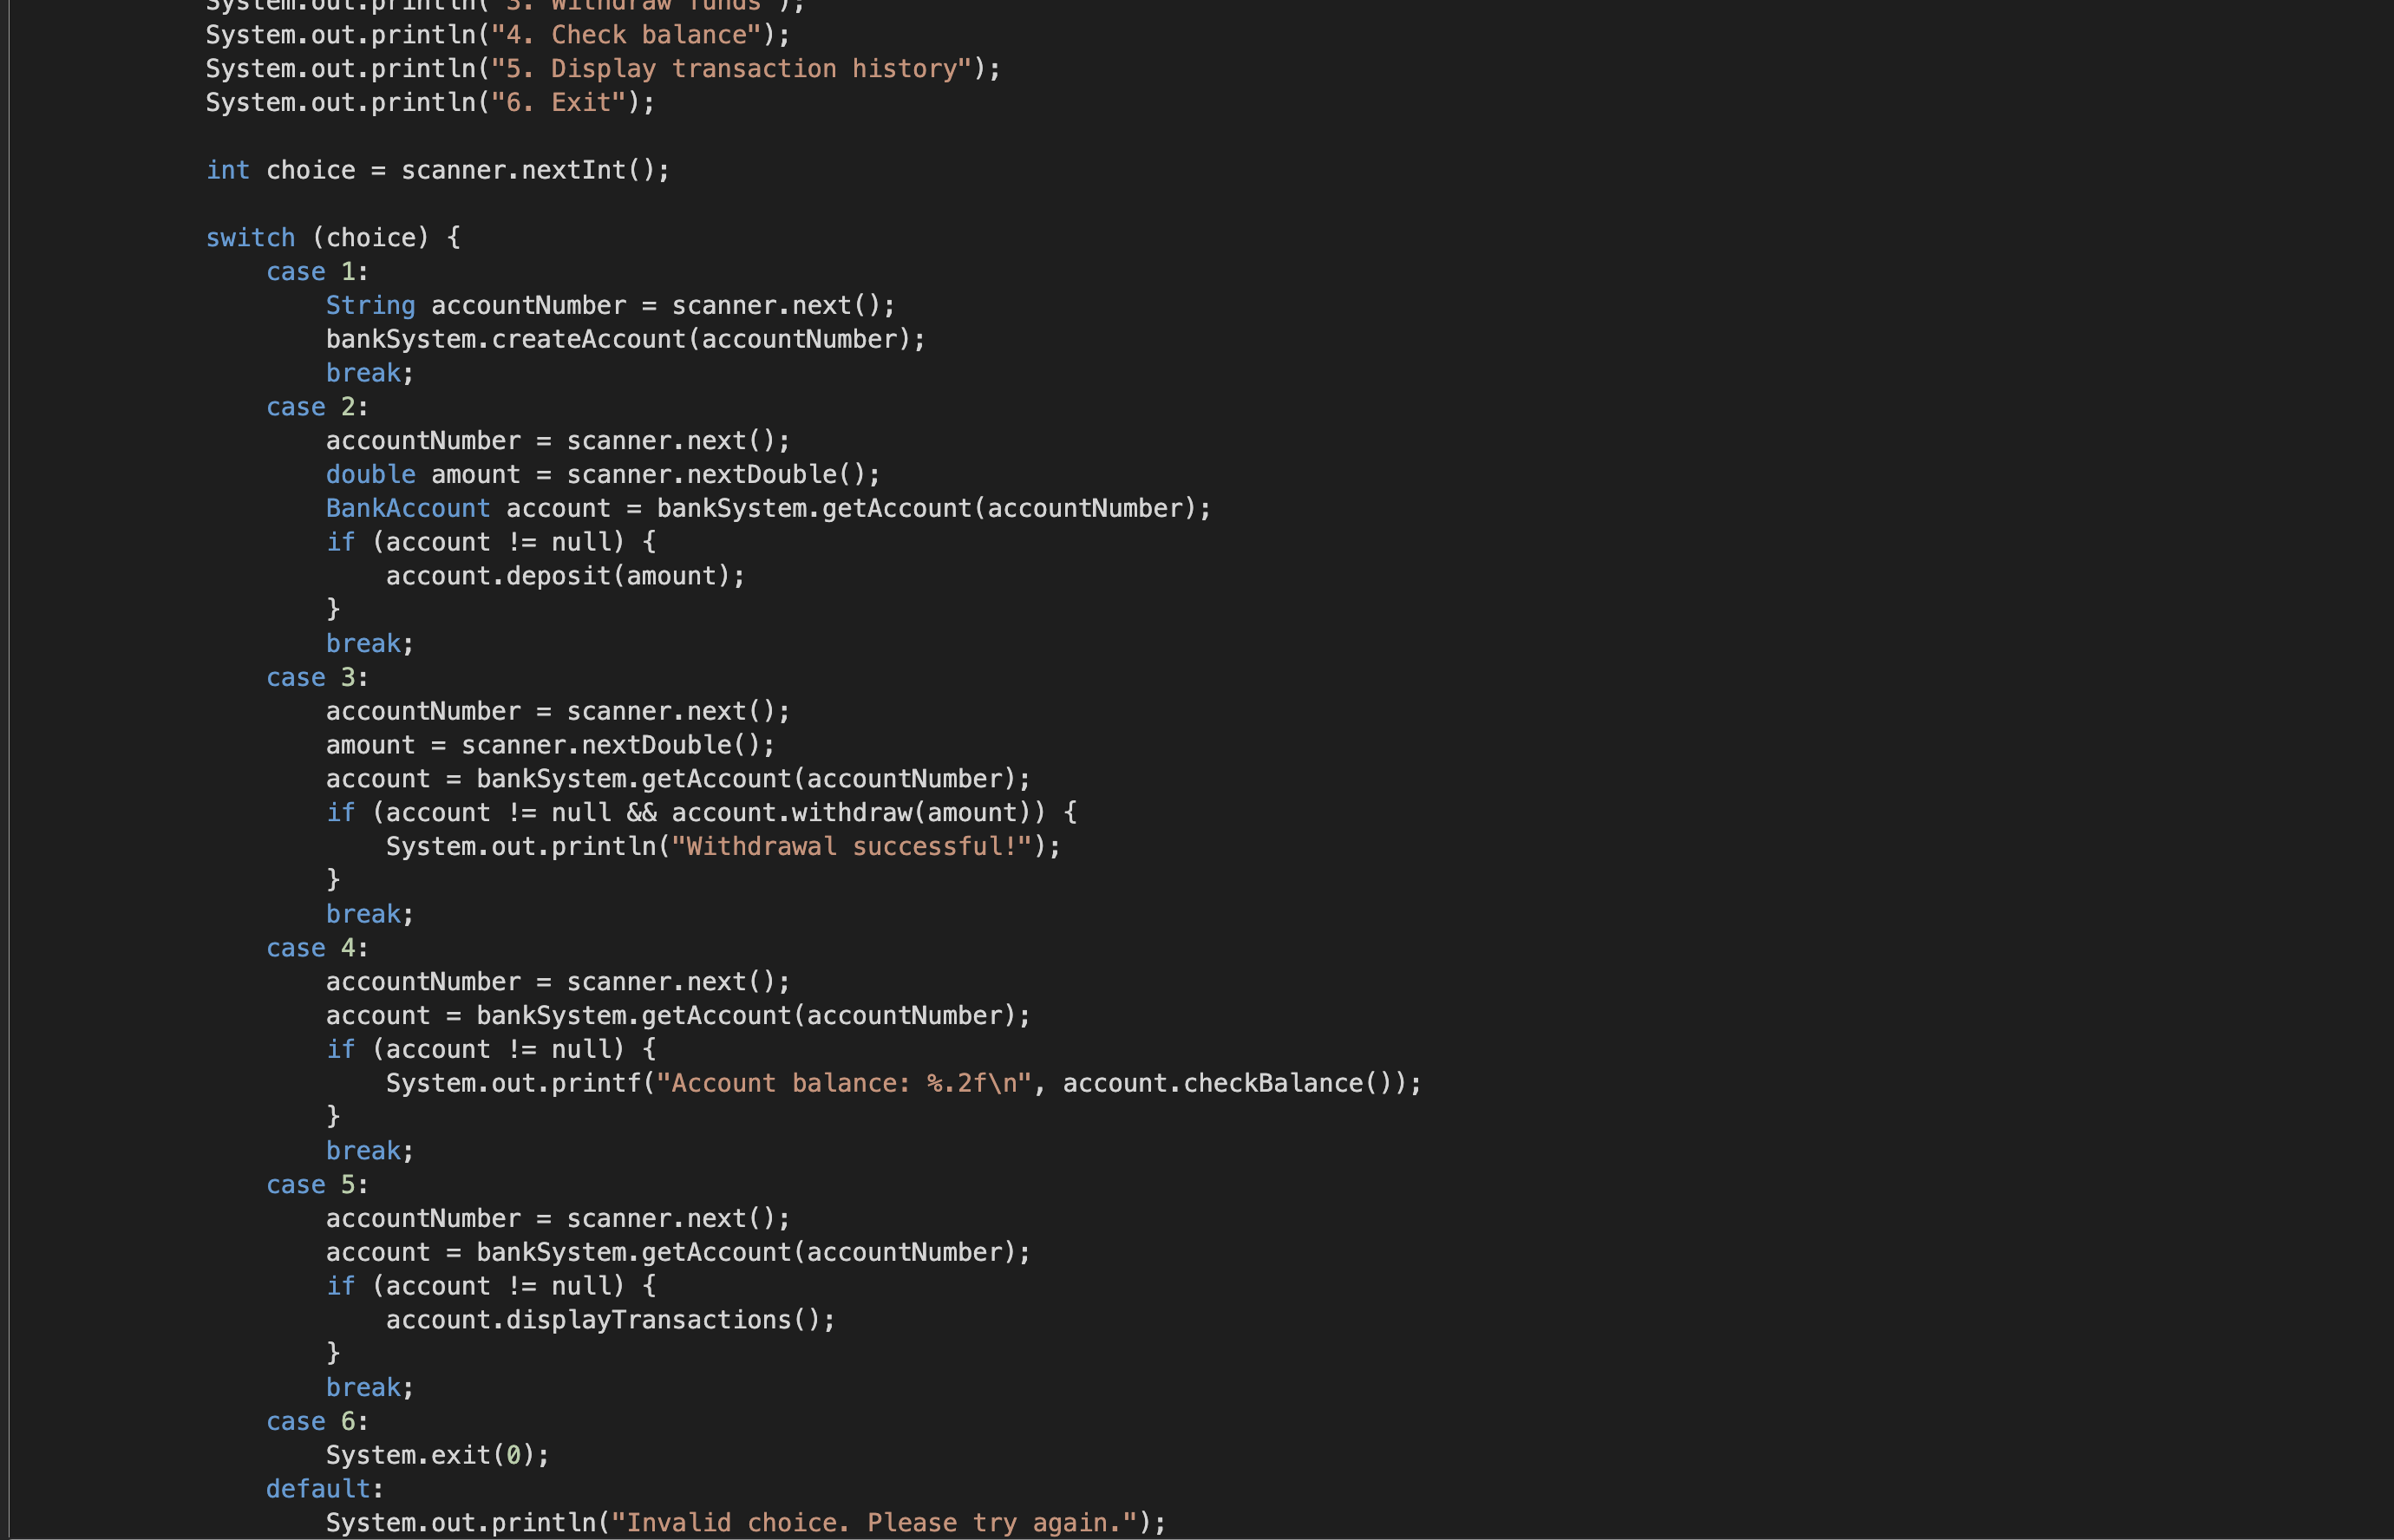 System.out.println("3. Withdraw funds");
System.out.println("4. Check balance");
System.out.println("5. Display transaction history");
System.out.println("6. Exit");
int choice = scanner.nextInt();
switch (choice) {
case 1:
String accountNumber = scanner.next();
bankSystem.createAccount(accountNumber);
break;
case 2:
accountNumber = scanner.next();
double amount = scanner.nextDouble();
BankAccount account = bankSystem.getAccount(accountNumber);
if (account != null) {
account.deposit(amount);
}
break;
case 3:
accountNumber = scanner.next();
amount = scanner.nextDouble();
account = bankSystem.getAccount(accountNumber);
if (account != null && account.withdraw(amount)) {
System.out.println("Withdrawal successful!");
}
break;
case 4:
accountNumber = scanner.next();
account = bankSystem.getAccount(accountNumber);
if (account != null) {
System.out.printf("Account balance: %.2f\n", account.checkBalance());
}
break;
case 5:
accountNumber = scanner.next();
account = bankSystem.getAccount(accountNumber);
if (account != null) {
account.displayTransactions();
}
break;
case 6:
System.exit(0);
default:
System.out.println("Invalid choice. Please try again.");